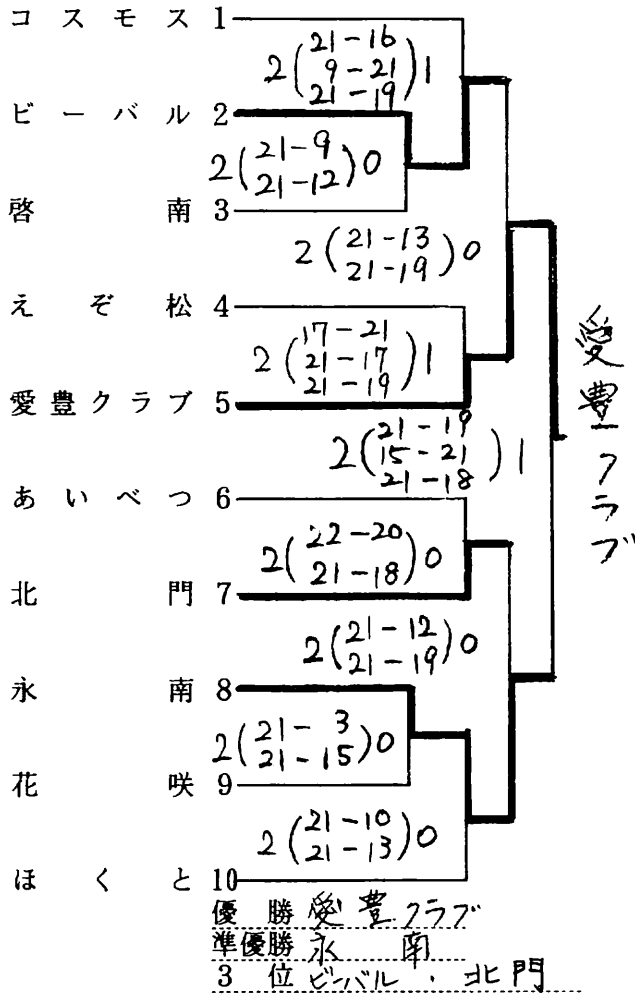 コスモス 1
2(21-16 9-21 21-19)1
ビーバル 2
2(21-9 21-12)0
啓南 3
2(21-13 21-19)0
えぞ松 4
2(17-21 21-17 21-19)1
愛豊クラブ 5
愛豊クラブ
2(21-19 15-21 21-18)1
あいべつ 6
2(22-20 21-18)0
北門 7
2(21-12 21-19)0
永南 8
2(21-3 21-15)0
花咲 9
2(21-10 21-13)0
ほくと 10
優勝 愛豊クラブ
準優勝 永南
3位 ビーバル・北門